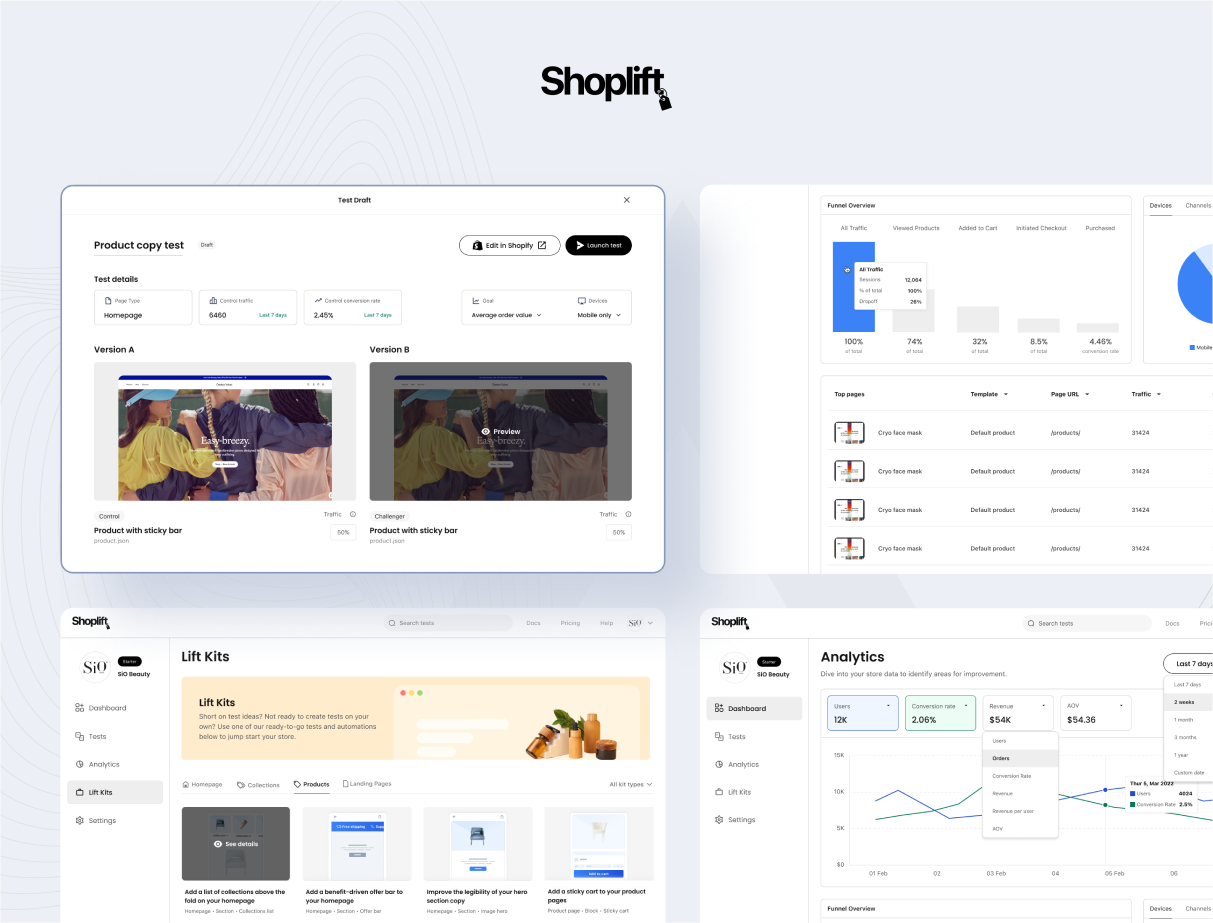 Shoplift
Test Draft
Product copy test
Draft
Edit in Shopify
Launch test
Test details
Page Type
Homepage
Control traffic
6460
Last 7 days
Control conversion rate
2.45%
Last 7 days
Goal
Average order value
Devices
Mobile only
Version A
Version B
Easy-breezy.
Easy-breezy.
Preview
Control
Traffic
Product with sticky bar
product.json
50%
Challenger
Traffic
Product with sticky bar
product.json
50%
Funnel Overview
All Traffic
Viewed Products
Added to Cart
Initiated Checkout
Purchased
All Traffic
Sessions 12,064
% of total 100%
Dropoff 26%
100%
of total
74%
of total
32%
of total
8.5%
of total
4.46%
conversion rate
Devices
Channels
Mobile
Top pages
Template
Page URL
Traffic
Cryo face mask
Default product
/products/
31424
Cryo face mask
Default product
/products/
31424
Cryo face mask
Default product
/products/
31424
Cryo face mask
Default product
/products/
31424
Shoplift
Search tests
Docs
Pricing
Help
SiO
SiO
Starter
SiO Beauty
Dashboard
Tests
Analytics
Lift Kits
Settings
Lift Kits
Lift Kits
Short on test ideas? Not ready to create tests on your
own? Use one of our ready-to-go tests and automations
below to jump start your store.
Homepage
Collections
Products
Landing Pages
All kit types
See details
Free shipping
Add to cart
Add a list of collections above the
fold on your homepage
Homepage • Section • Collections list
Add a benefit-driven offer bar to
your homepage
Homepage • Section • Offer bar
Improve the legibility of your hero
section copy
Homepage • Section • Image hero
Add a sticky cart to your product
pages
Product page • Block • Sticky cart
Shoplift
Search tests
Docs
Prici
SiO
Starter
SiO Beauty
Dashboard
Tests
Analytics
Lift Kits
Settings
Analytics
Dive into your store data to identify areas for improvement.
Last 7 days
Last 7 days
2 weeks
1 month
3 months
1 year
Custom date
Users
12K
Conversion rate
2.06%
Revenue
$54K
AOV
$54.36
Users
Orders
Conversion Rate
Revenue
Revenue per user
AOV
15K
10K
5K
$0
01 Feb
02
03 Feb
04
05 Feb
06
Thur 5, Mar 2022
Users 4024
Conversion Rate 2.5%
Funnel Overview
Devices
Channels